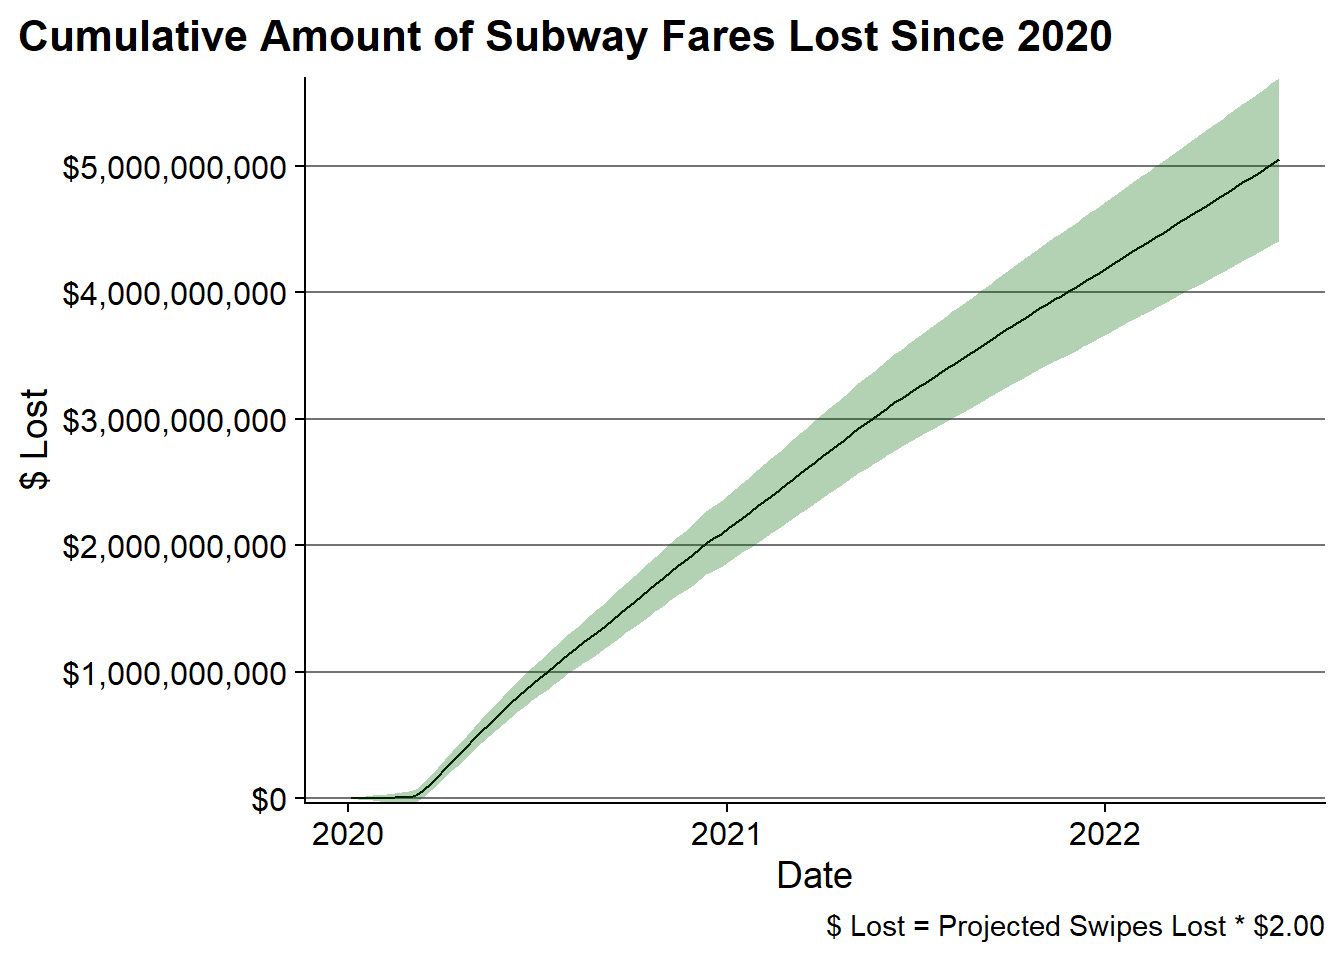 Cumulative Amount of Subway Fares Lost Since 2020
$5,000,000,000
$4,000,000,000
$3,000,000,000
$2,000,000,000
$1,000,000,000
$0
$ Lost
2020 2021 2022
Date
$ Lost = Projected Swipes Lost * $2.00